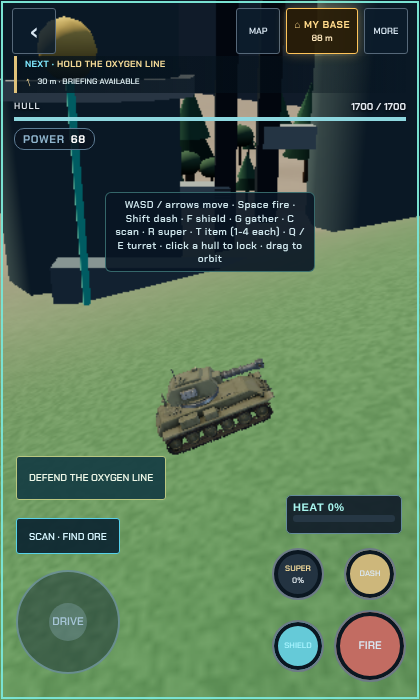 ‹
MAP
⌂ MY BASE
88 m
MORE
NEXT · HOLD THE OXYGEN LINE
30 m · BRIEFING AVAILABLE
HULL
1700 / 1700
POWER 68
WASD / arrows move · Space fire ·
Shift dash · F shield · G gather · C
scan · R super · T item (1-4 each) · Q /
E turret · click a hull to lock · drag to
orbit
DEFEND THE OXYGEN LINE
HEAT 0%
SCAN · FIND ORE
SUPER
0%
DASH
DRIVE
SHIELD
FIRE